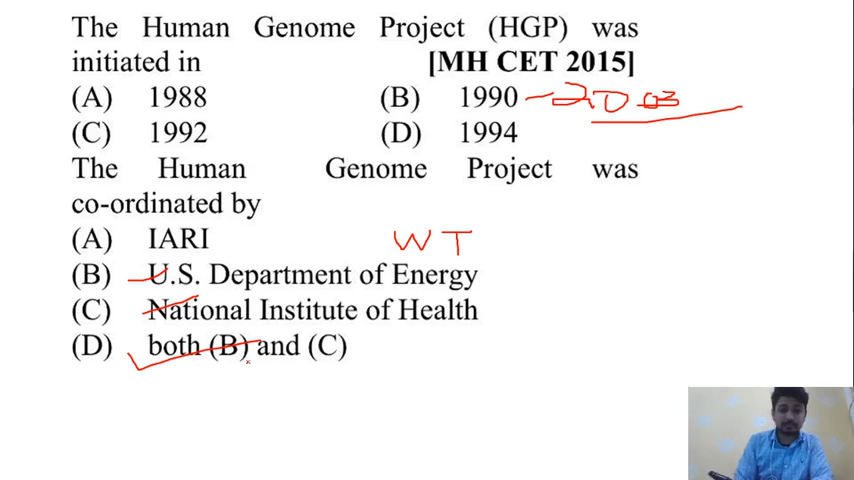 The Human Genome Project (HGP) was
initiated in [MH CET 2015]
(A) 1988 (B) 1990 – 2003
(C) 1992 (D) 1994
The Human Genome Project was
co-ordinated by
(A) IARI W T
(B) U.S. Department of Energy
(C) National Institute of Health
(D) both (B) and (C)